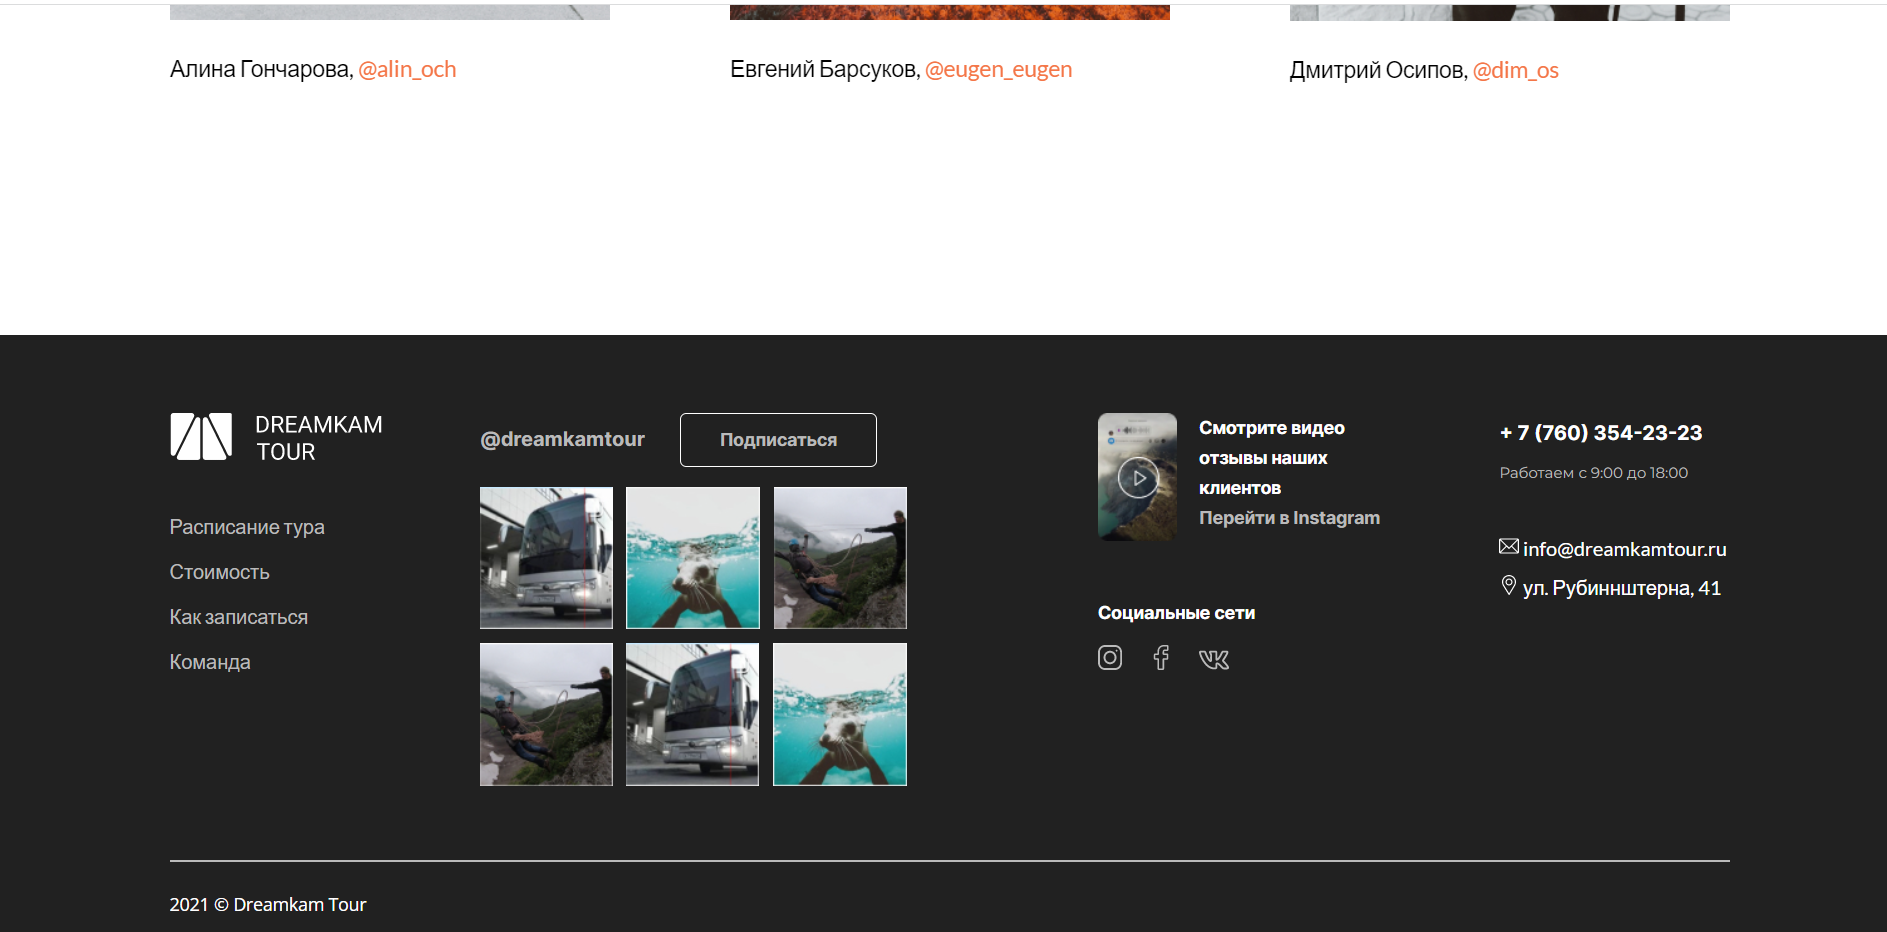 Алина Гончарова, @alin_och
Евгений Барсуков, @eugen_eugen
Дмитрий Осипов, @dim_os
DREAMKAM
TOUR
Расписание тура
Стоимость
Как записаться
Команда
@dreamkamtour
Подписаться
Смотрите видео
отзывы наших
клиентов
Перейти в Instagram
Социальные сети
+ 7 (760) 354-23-23
Работаем с 9:00 до 18:00
info@dreamkamtour.ru
ул. Рубиннштерна, 41
2021 © Dreamkam Tour